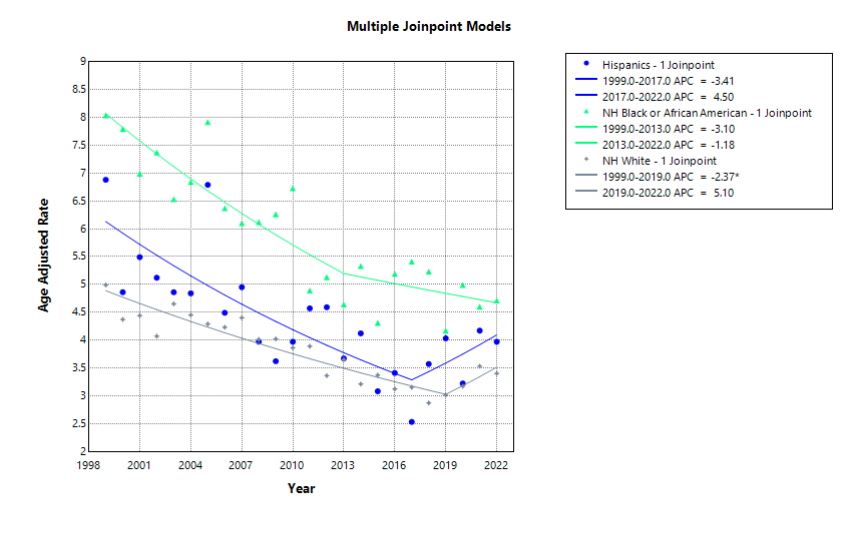 Multiple Joinpoint Models
9
8.5
8
7.5
7
6.5
6
5.5
5
4.5
4
3.5
3
2.5
2
Age Adjusted Rate
1998
2001
2004
2007
2010
2013
2016
2019
2022
Year
Hispanics - 1 Joinpoint
1999.0-2017.0 APC = -3.41
2017.0-2022.0 APC = 4.50
NH Black or African American - 1 Joinpoint
1999.0-2013.0 APC = -3.10
2013.0-2022.0 APC = -1.18
NH White - 1 Joinpoint
1999.0-2019.0 APC = -2.37*
2019.0-2022.0 APC = 5.10